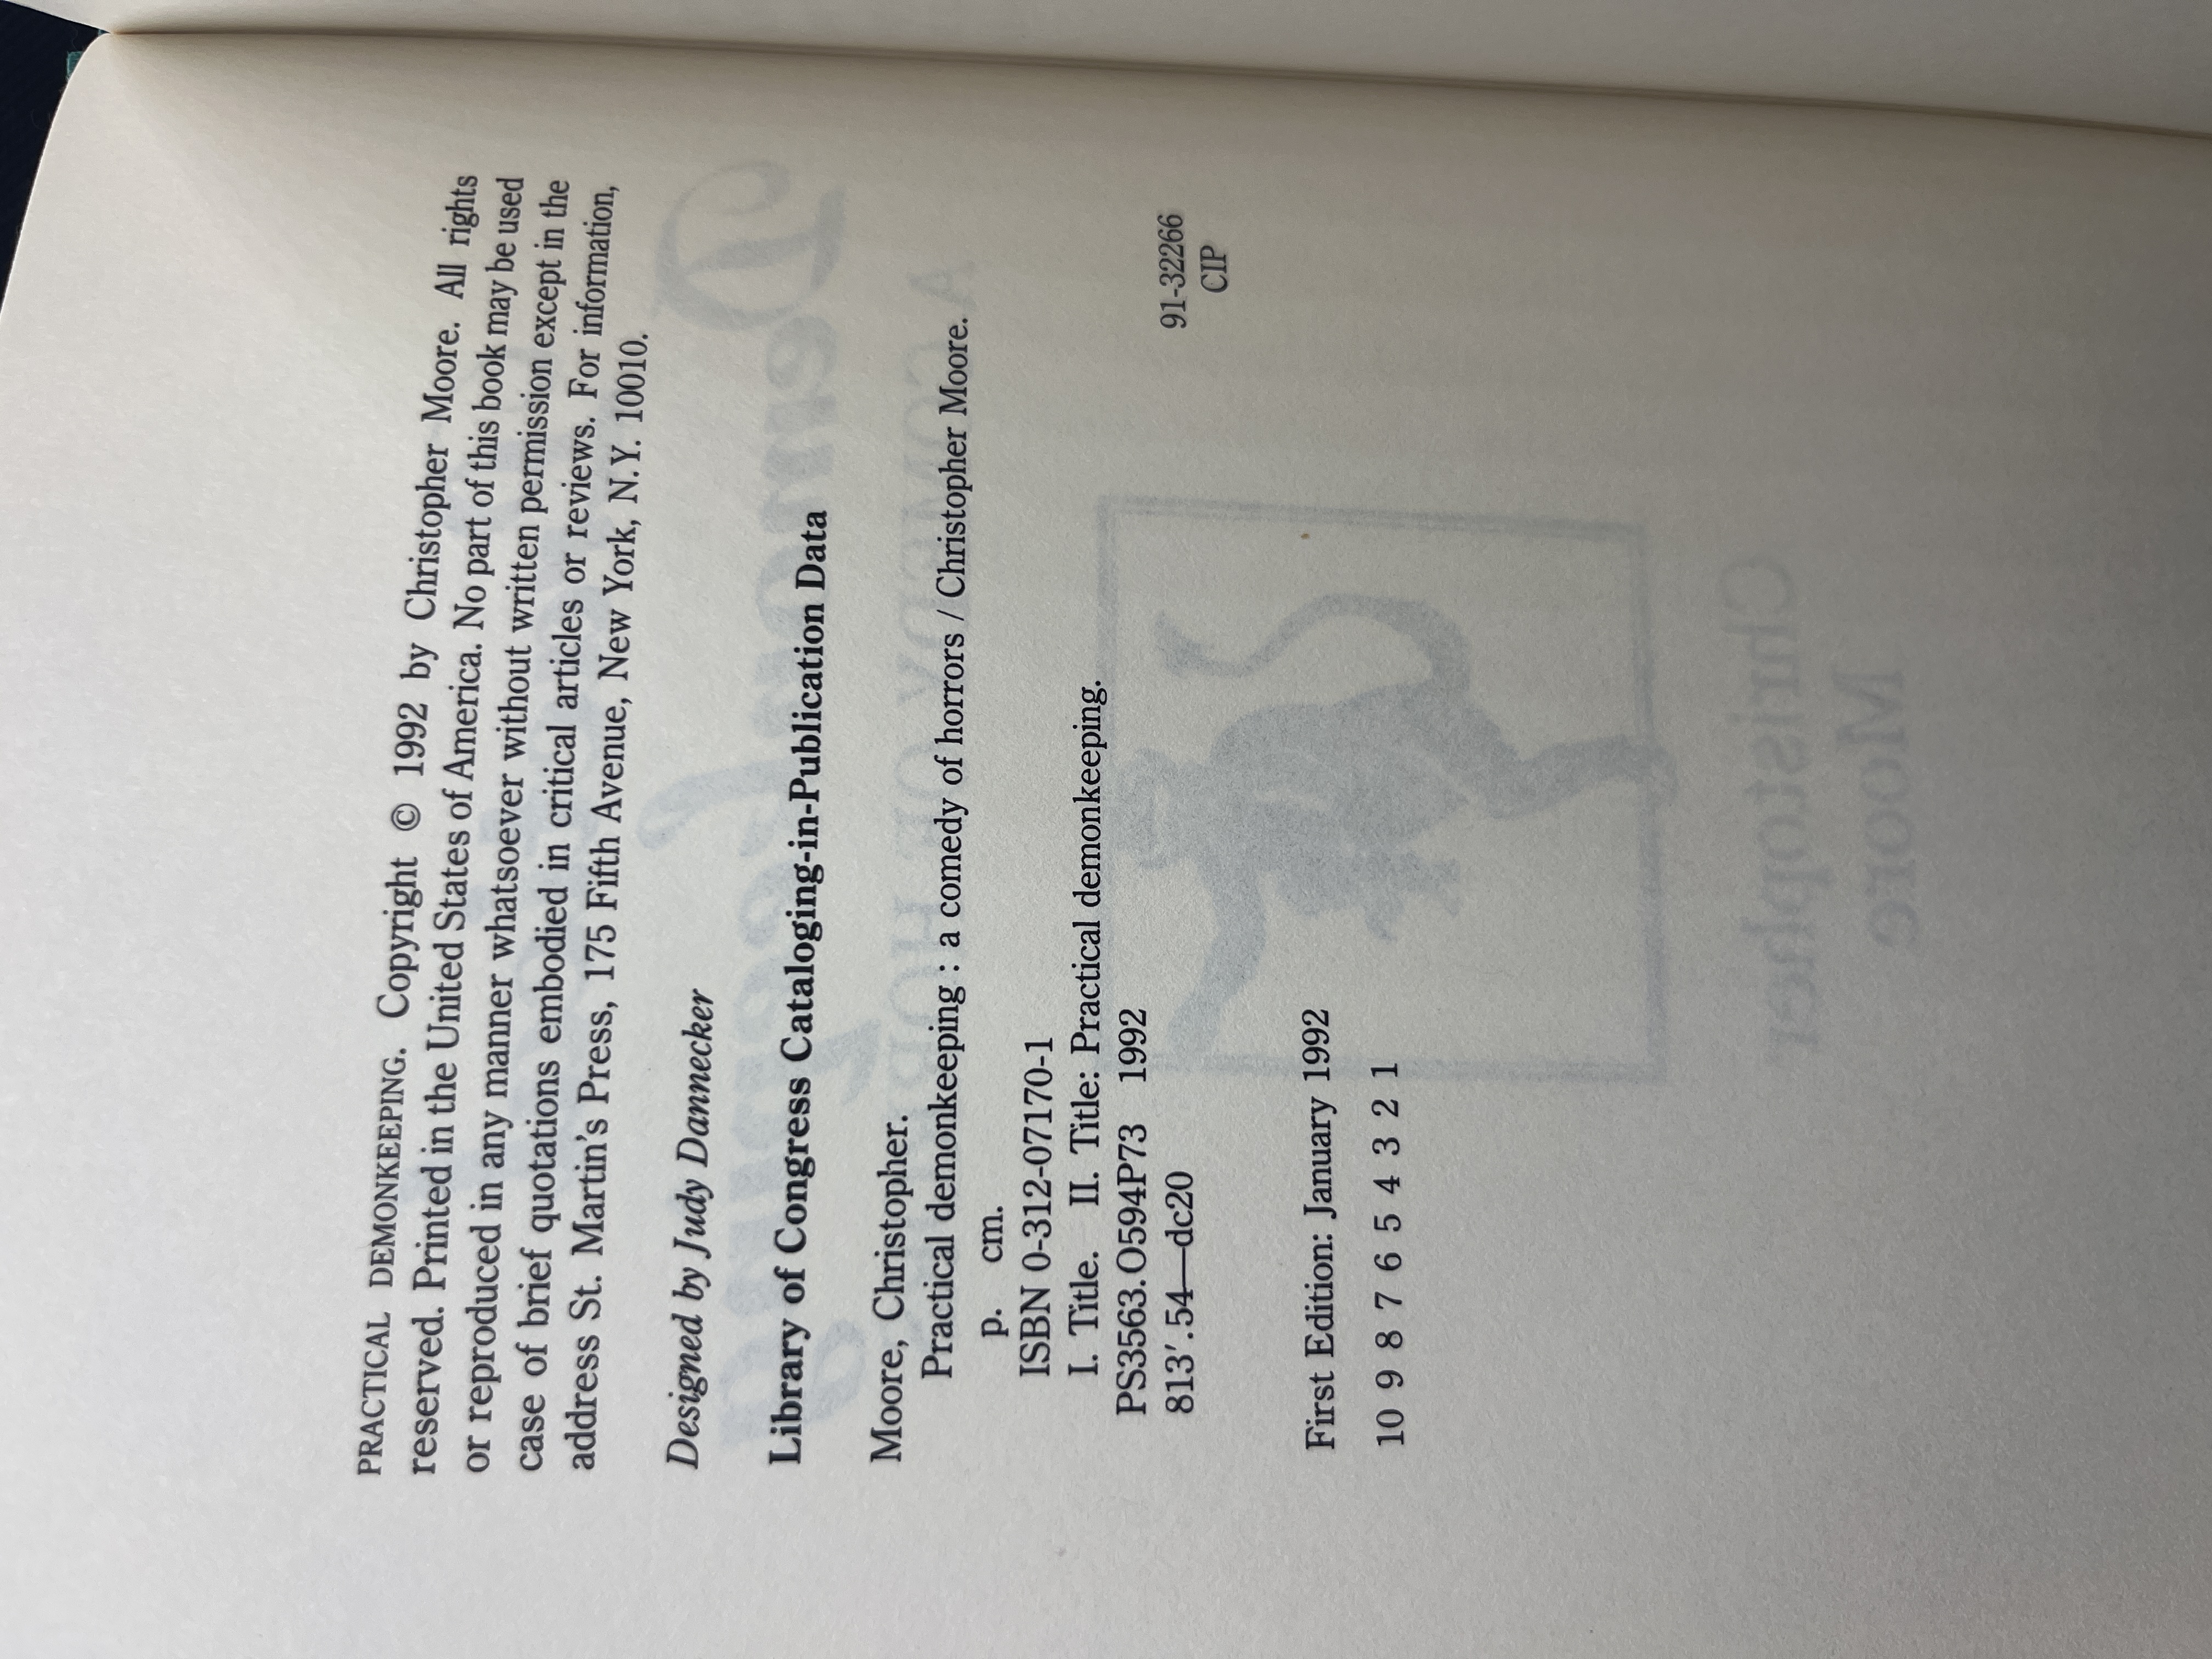 PRACTICAL DEMONKEEPING. Copyright © 1992 by Christopher Moore. All rights
reserved. Printed in the United States of America. No part of this book may be used
or reproduced in any manner whatsoever without written permission except in the
case of brief quotations embodied in critical articles or reviews. For information,
address St. Martin's Press, 175 Fifth Avenue, New York, N.Y. 10010.
Designed by Judy Dannecker
Library of Congress Cataloging-in-Publication Data
Moore, Christopher.
Practical demonkeeping : a comedy of horrors / Christopher Moore.
p. cm.
ISBN 0-312-07170-1
I. Title. II. Title: Practical demonkeeping.
PS3563.O594P73 1992
813'.54—dc20 91-32266
CIP
First Edition: January 1992
10 9 8 7 6 5 4 3 2 1
Christopher
Moore